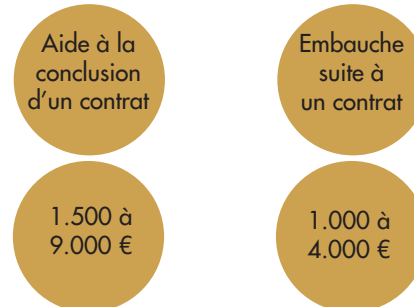 Aide à la
conclusion
d’un contrat
Embauche
suite à
un contrat
1.500 à
9.000 €
1.000 à
4.000 €